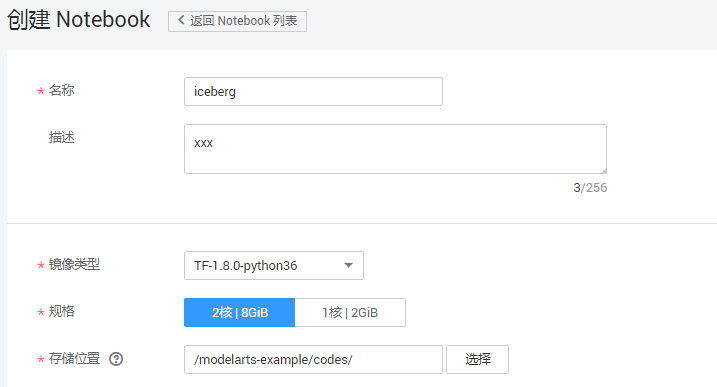 创建 Notebook 返回 Notebook 列表
* 名称 iceberg
描述 xxx
3/256
* 镜像类型 TF-1.8.0-python36
* 规格 2核 | 8GiB 1核 | 2GiB
* 存储位置 ? /modelarts-example/codes/ 选择